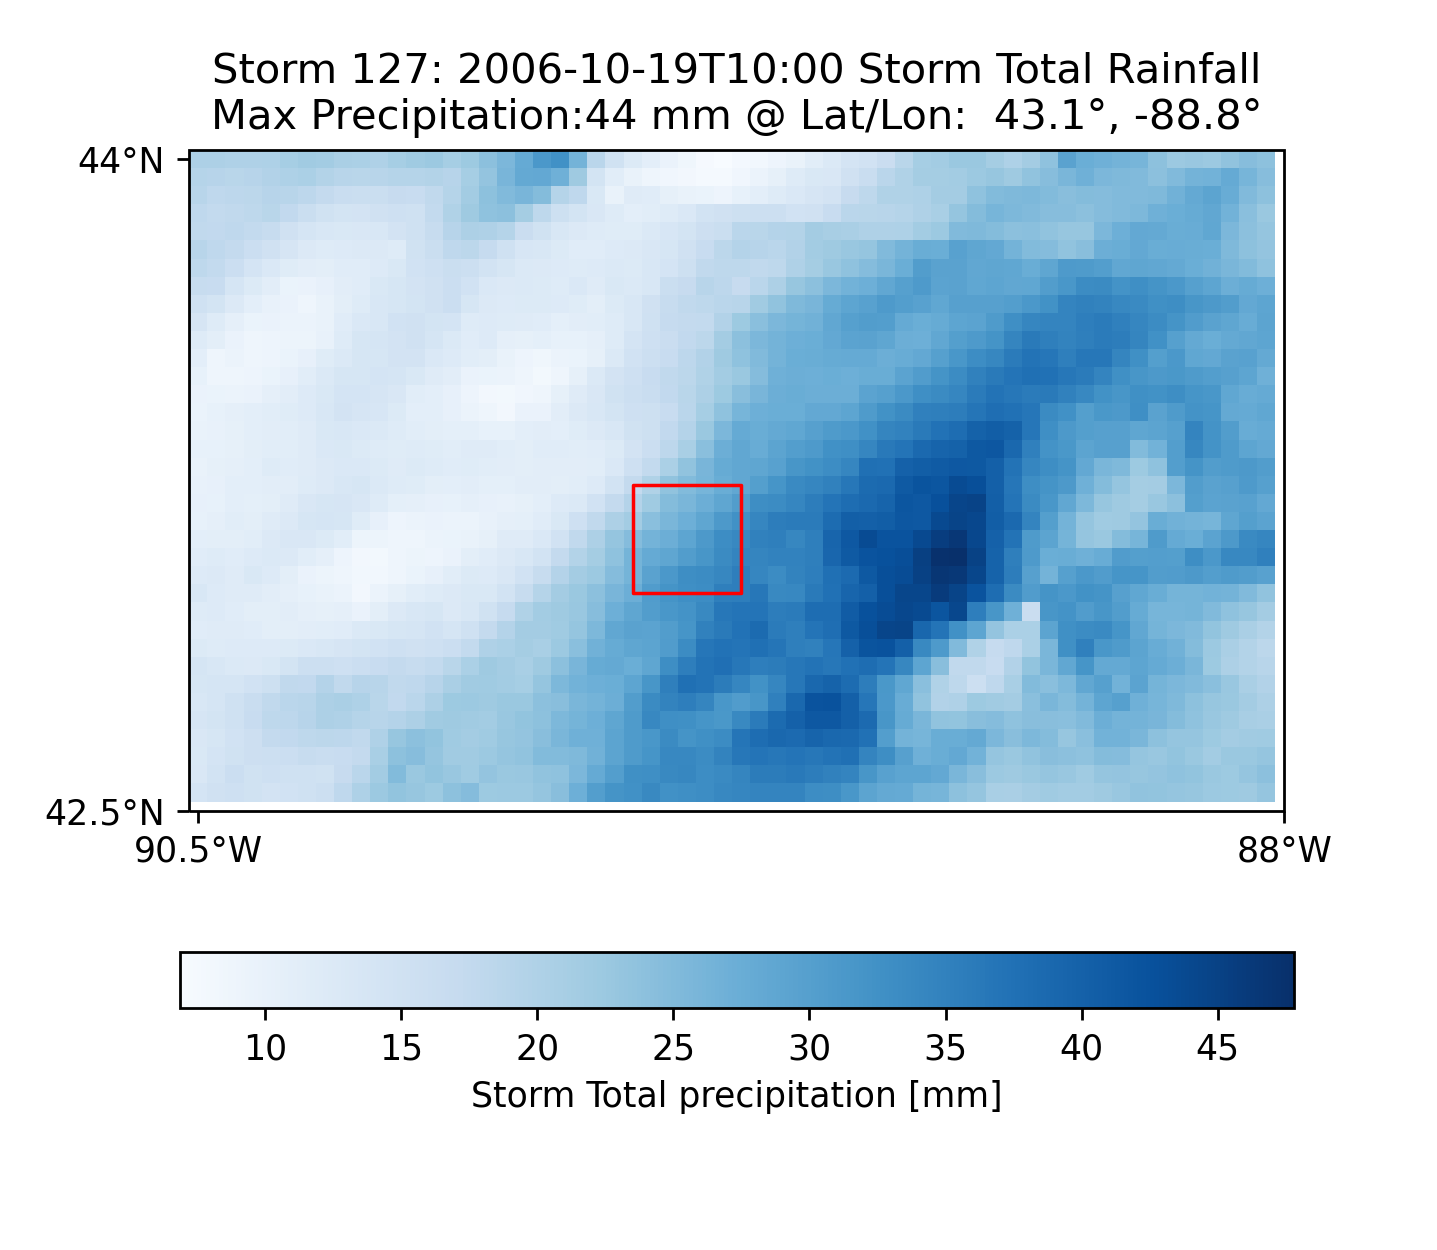 Storm 127: 2006-10-19T10:00 Storm Total Rainfall
Max Precipitation:44 mm @ Lat/Lon:  43.1°, -88.8°
44°N
42.5°N
90.5°W 88°W
10 15 20 25 30 35 40 45
Storm Total precipitation [mm]